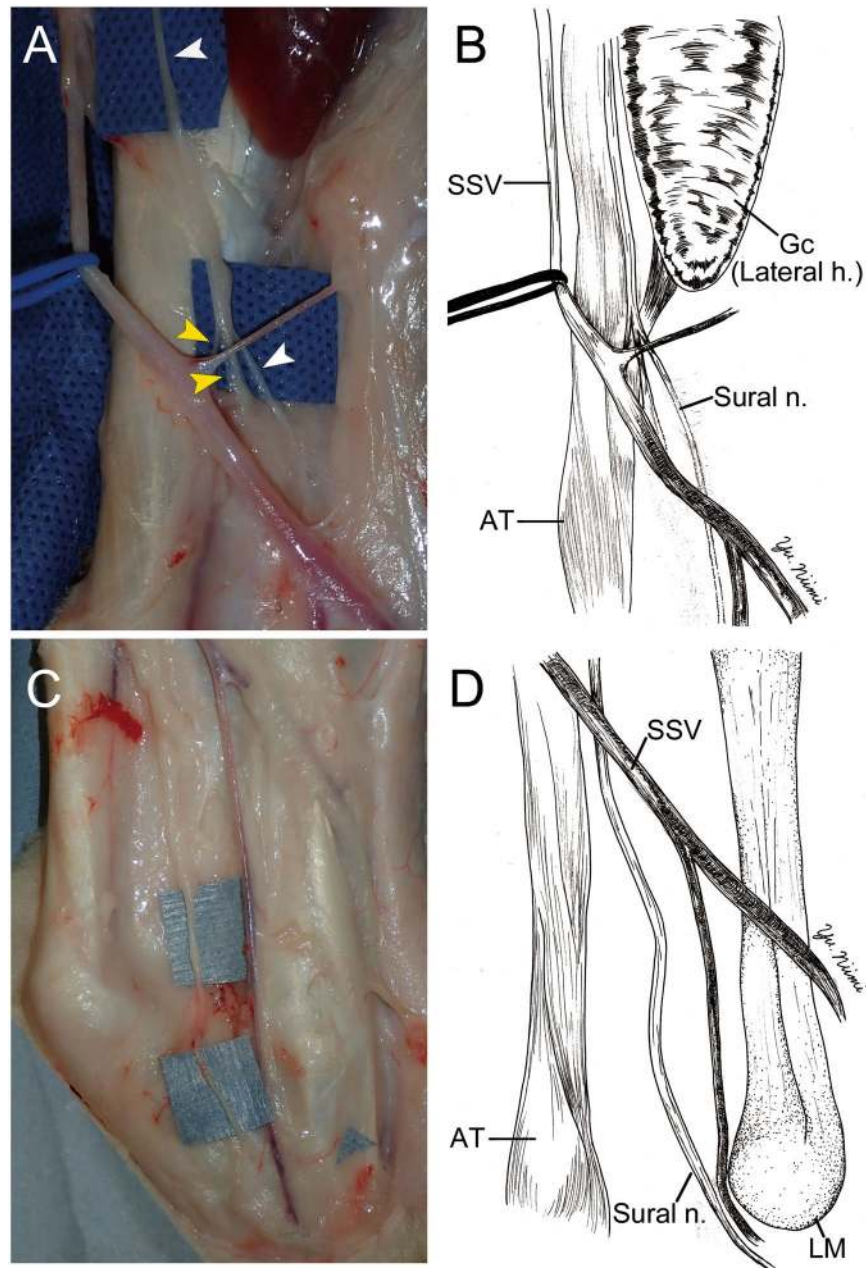 A
B
SSV
Gc
(Lateral h.)
Sural n.
AT
Yu. Niimi
C
D
SSV
Yu. Niimi
AT
Sural n.
LM